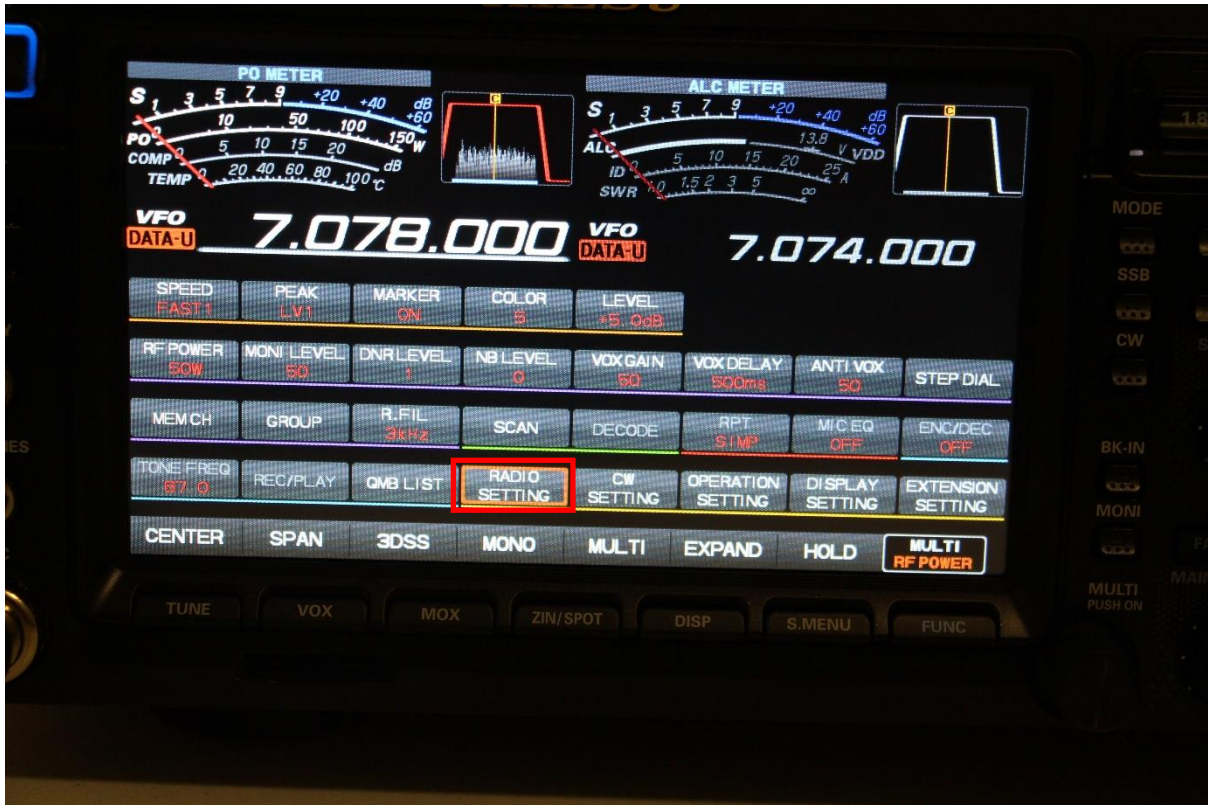 PO METER
S 1 3 5 7 9 +20 +40 +60 dB
PO 0 10 50 100 150W
COMP 0 5 10 15 20 dB
TEMP 0 20 40 60 80 100°C
C
ALC METER
S 1 3 5 7 9 +20 +40 +60 dB
ALC 13.8 V VDD
ID 0 5 10 15 20 25 A
SWR 1.0 1.5 2 3 5 ∞
C
VFO
DATA-U
7.078.000
VFO
DATA-U
7.074.000
SPEED PEAK MARKER COLOR LEVEL
FAST1 LV1 ON 5 +5.0dB
RF POWER MONI LEVEL DNR LEVEL NB LEVEL VOX GAIN VOX DELAY ANTI VOX STEP DIAL
50W 50 1 0 50 500ms 50
MEM CH GROUP R.FIL SCAN DECODE RPT MIC EQ ENC/DEC
3kHz SIMP OFF OFF
TONE FREQ REC/PLAY QMB LIST RADIO SETTING CW SETTING OPERATION SETTING DISPLAY SETTING EXTENSION SETTING
67.0
CENTER SPAN 3DSS MONO MULTI EXPAND HOLD MULTI
RF POWER
TUNE VOX MOX ZIN/SPOT DISP S.MENU FUNC
1.8
MODE
SSB
CW
BK-IN
MONI
MULTI
PUSH ON